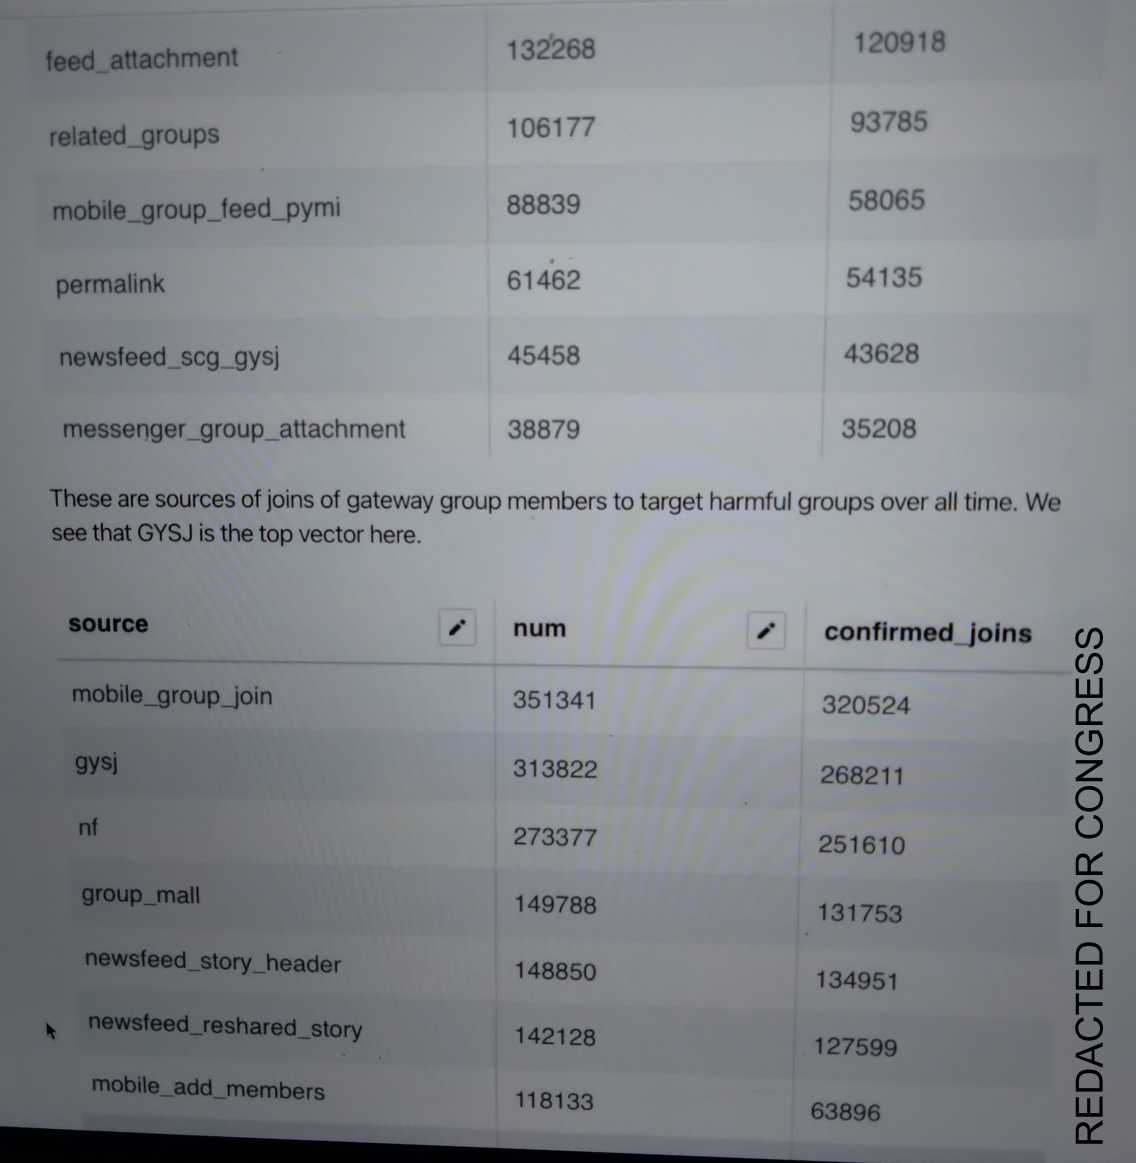 feed_attachment 132268 120918
related_groups 106177 93785
mobile_group_feed_pymi 88839 58065
permalink 61462 54135
newsfeed_scg_gysj 45458 43628
messenger_group_attachment 38879 35208
These are sources of joins of gateway group members to target harmful groups over all time. We
see that GYSJ is the top vector here.
source num confirmed_joins
mobile_group_join 351341 320524
gysj 313822 268211
nf 273377 251610
group_mall 149788 131753
newsfeed_story_header 148850 134951
newsfeed_reshared_story 142128 127599
mobile_add_members 118133 63896
REDACTED FOR CONGRESS